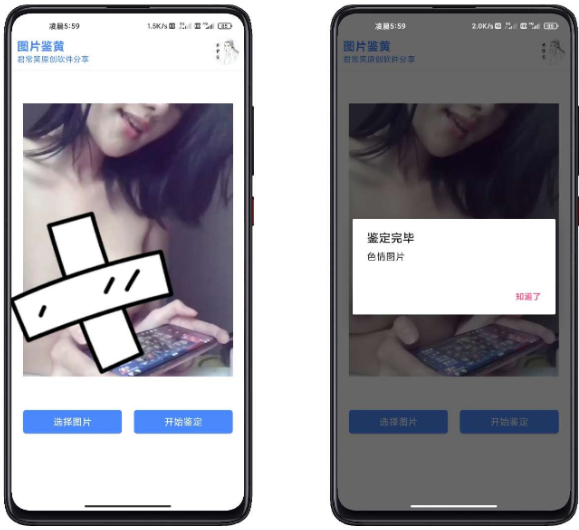 凌晨5:59
1.5K/s
图片鉴黄
君常笑原创软件分享
选择图片
开始鉴定
凌晨5:59
2.0K/s
图片鉴黄
君常笑原创软件分享
鉴定完毕
色情图片
知道了
选择图片
开始鉴定